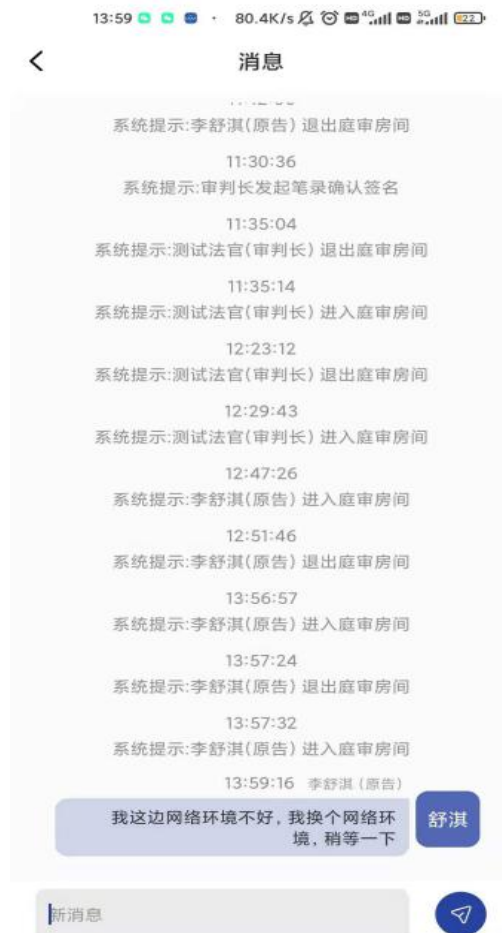 13:59 · 80.4K/s HD 4G HD 5G 22
消息
系统提示:李舒淇(原告) 退出庭审房间
11:30:36
系统提示:审判长发起笔录确认签名
11:35:04
系统提示:测试法官(审判长) 退出庭审房间
11:35:14
系统提示:测试法官(审判长) 进入庭审房间
12:23:12
系统提示:测试法官(审判长) 退出庭审房间
12:29:43
系统提示:测试法官(审判长) 进入庭审房间
12:47:26
系统提示:李舒淇(原告) 进入庭审房间
12:51:46
系统提示:李舒淇(原告) 退出庭审房间
13:56:57
系统提示:李舒淇(原告) 进入庭审房间
13:57:24
系统提示:李舒淇(原告) 退出庭审房间
13:57:32
系统提示:李舒淇(原告) 进入庭审房间
13:59:16 李舒淇 (原告)
我这边网络环境不好，我换个网络环
境，稍等一下
舒淇
新消息